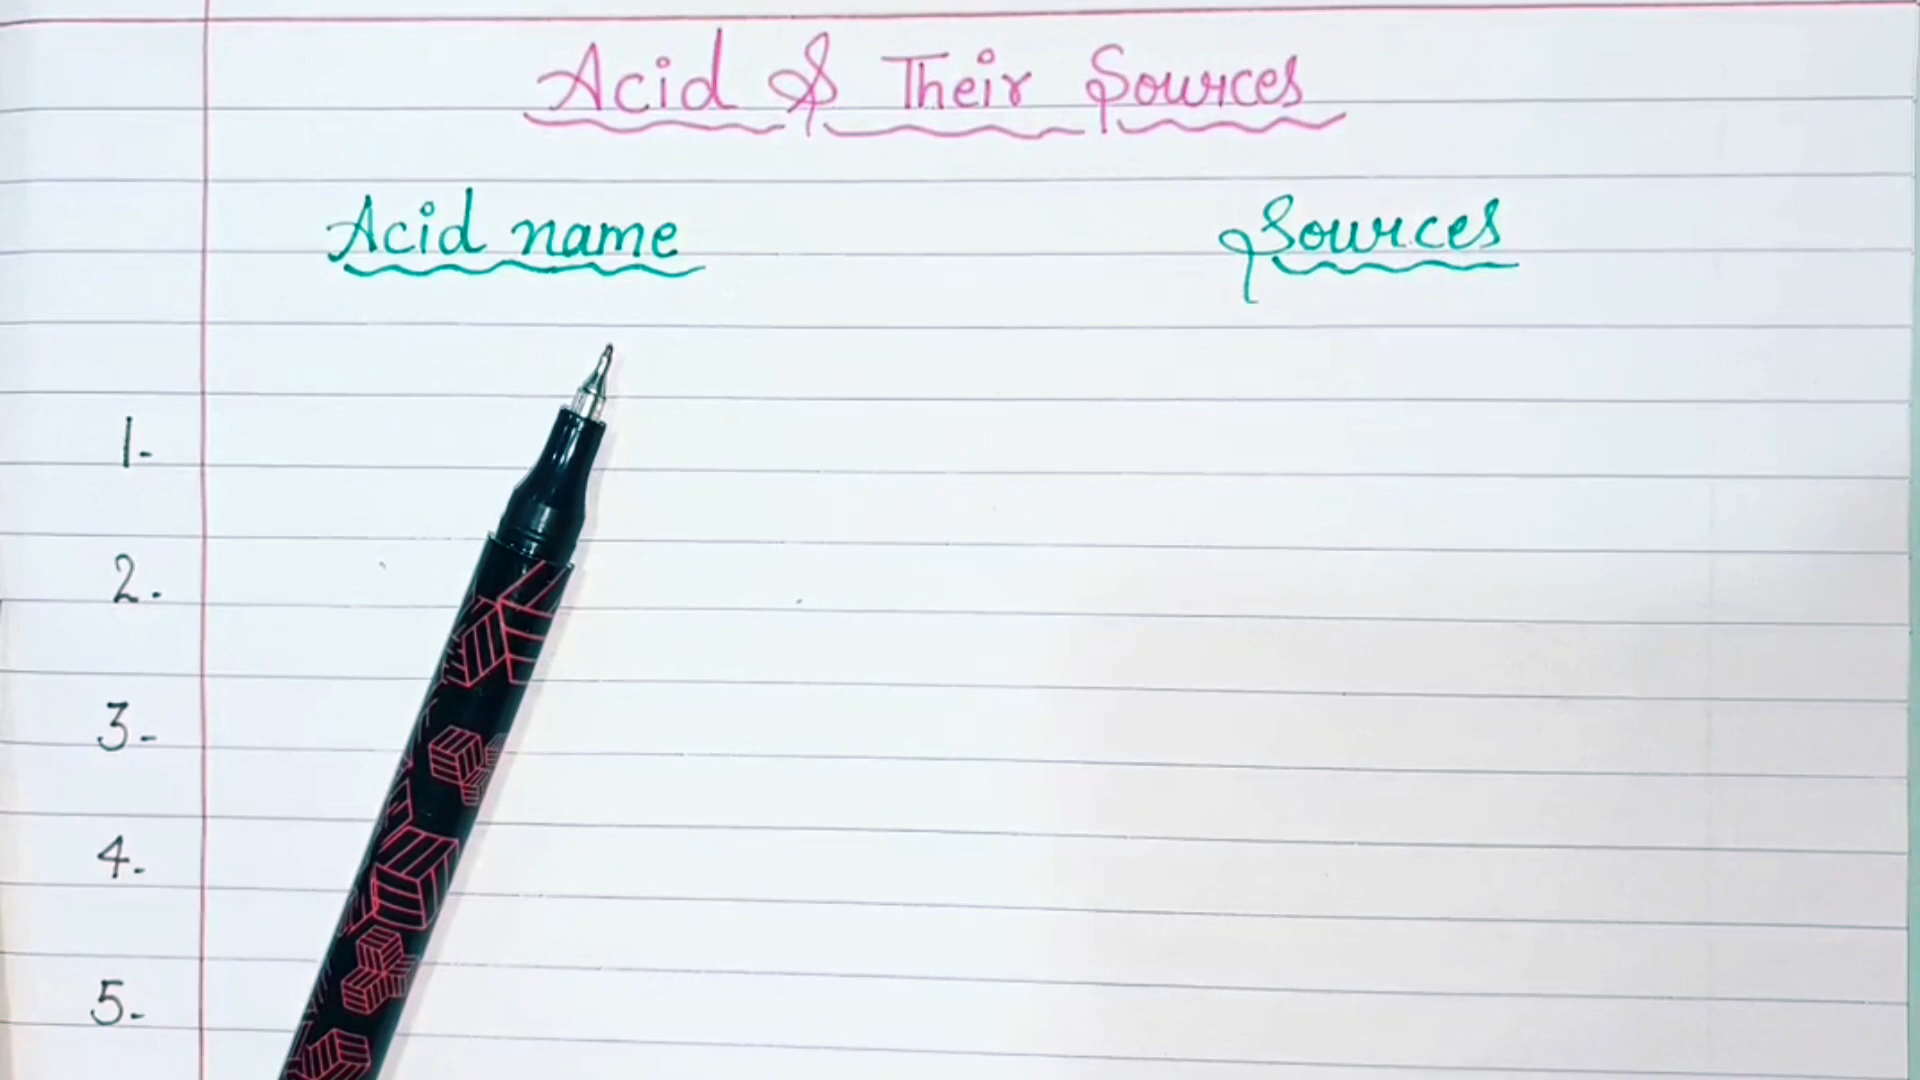 Acid & Their Sources
Acid name Sources
1-
2.
3-
4-
5-